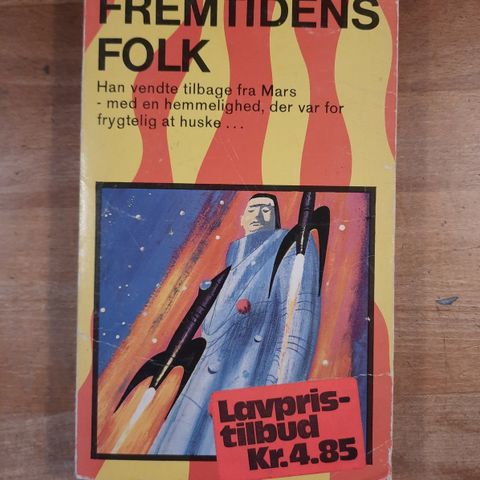 FREMTIDENS
FOLK
Han vendte tilbage fra Mars
- med en hemmelighed, der var for
frygtelig at huske ...
Lavpris-
tilbud
Kr. 4.85